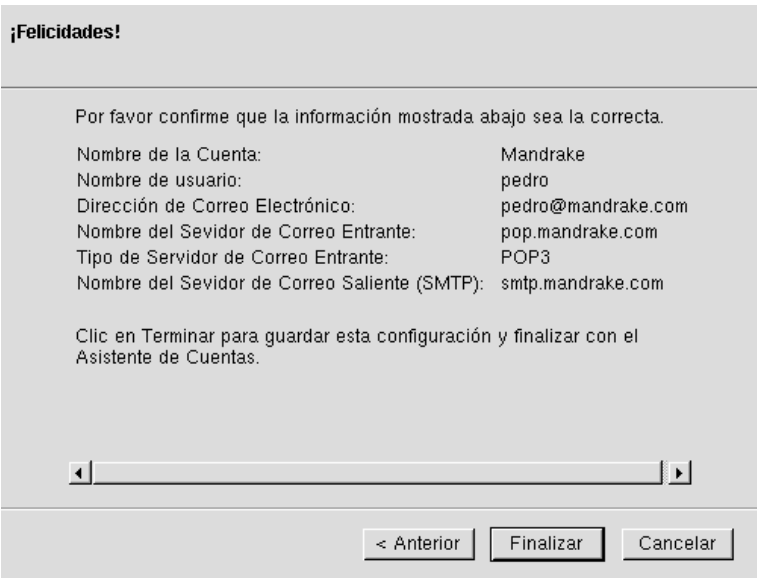 ¡Felicidades!
Por favor confirme que la información mostrada abajo sea la correcta.
Nombre de la Cuenta: Mandrake
Nombre de usuario: pedro
Dirección de Correo Electrónico: pedro@mandrake.com
Nombre del Sevidor de Correo Entrante: pop.mandrake.com
Tipo de Servidor de Correo Entrante: POP3
Nombre del Sevidor de Correo Saliente (SMTP): smtp.mandrake.com
Clic en Terminar para guardar esta configuración y finalizar con el
Asistente de Cuentas.
< Anterior Finalizar Cancelar